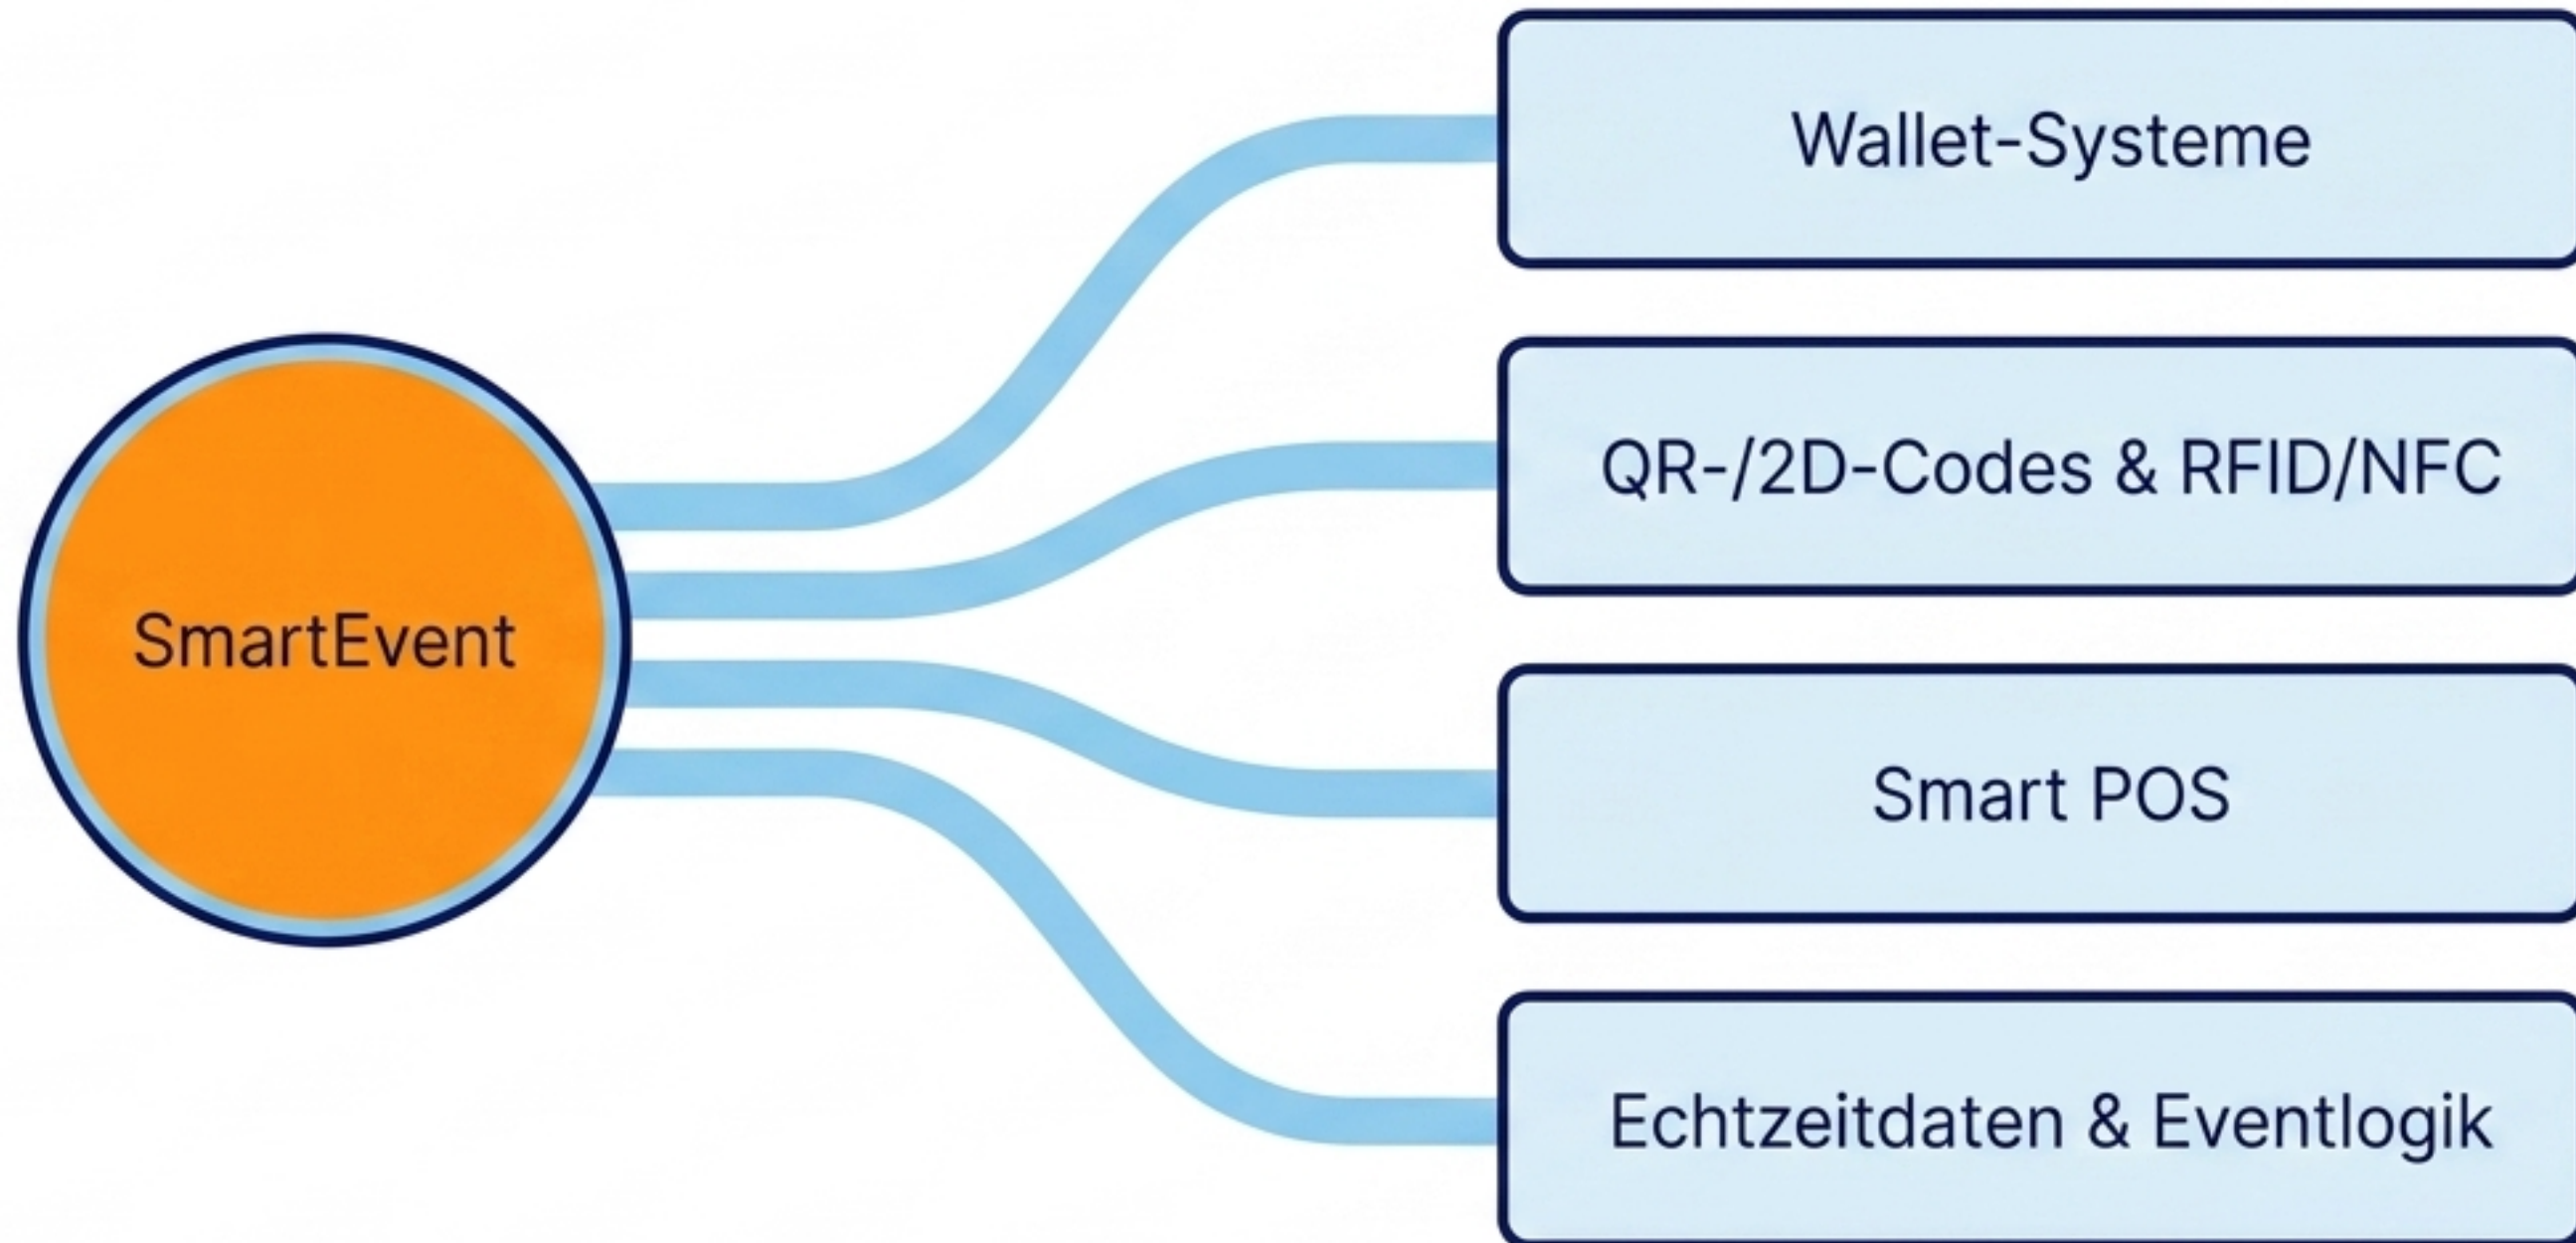 SmartEvent
Wallet-Systeme
QR-/2D-Codes & RFID/NFC
Smart POS
Echtzeitdaten & Eventlogik